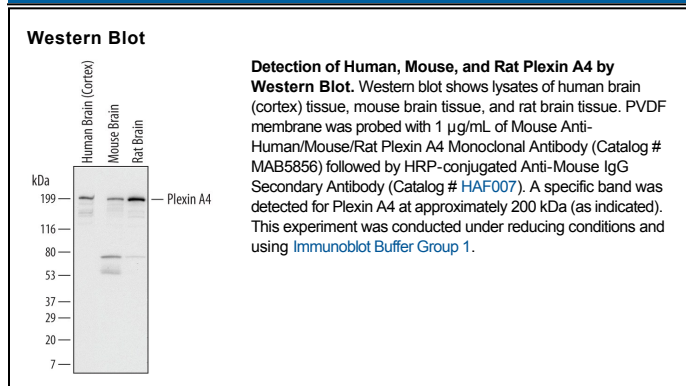 Western Blot
Human Brain (Cortex)
Mouse Brain
Rat Brain
kDa
199
116
80
53
37
29
20
7
Plexin A4
Detection of Human, Mouse, and Rat Plexin A4 by
Western Blot. Western blot shows lysates of human brain
(cortex) tissue, mouse brain tissue, and rat brain tissue. PVDF
membrane was probed with 1 µg/mL of Mouse Anti-
Human/Mouse/Rat Plexin A4 Monoclonal Antibody (Catalog #
MAB5856) followed by HRP-conjugated Anti-Mouse IgG
Secondary Antibody (Catalog # HAF007). A specific band was
detected for Plexin A4 at approximately 200 kDa (as indicated).
This experiment was conducted under reducing conditions and
using Immunoblot Buffer Group 1.